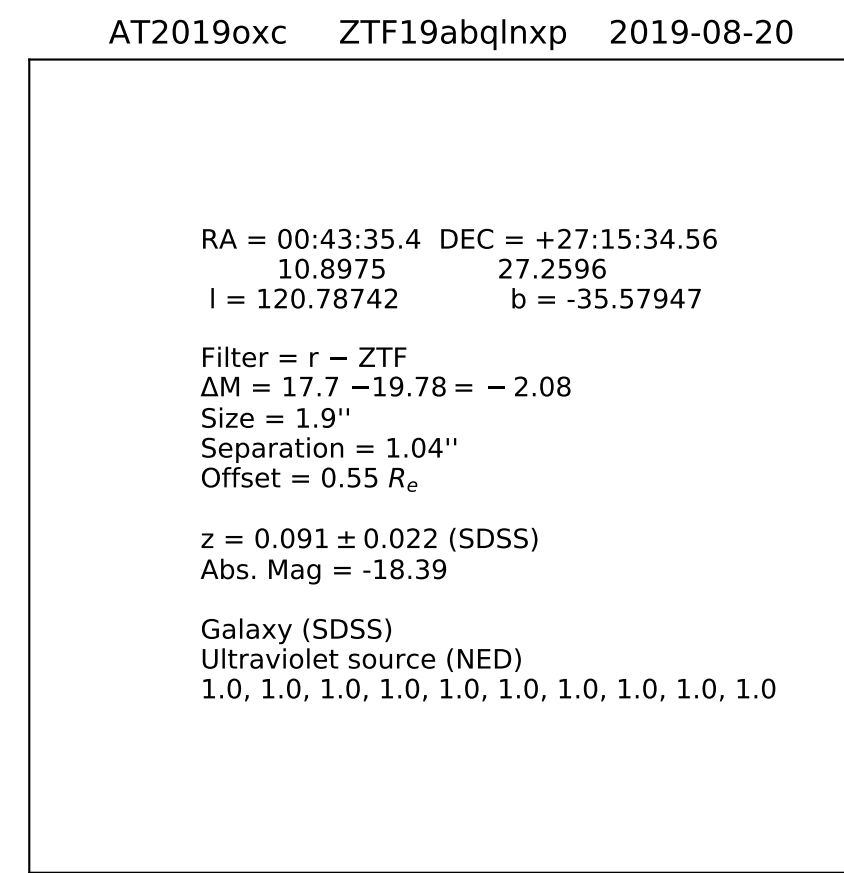 AT2019oxc ZTF19abqlnxp 2019-08-20
RA = 00:43:35.4 DEC = +27:15:34.56
10.8975 27.2596
l = 120.78742 b = -35.57947
Filter = r − ZTF
ΔM = 17.7 −19.78 = − 2.08
Size = 1.9''
Separation = 1.04''
Offset = 0.55 Re
z = 0.091 ± 0.022 (SDSS)
Abs. Mag = -18.39
Galaxy (SDSS)
Ultraviolet source (NED)
1.0, 1.0, 1.0, 1.0, 1.0, 1.0, 1.0, 1.0, 1.0, 1.0